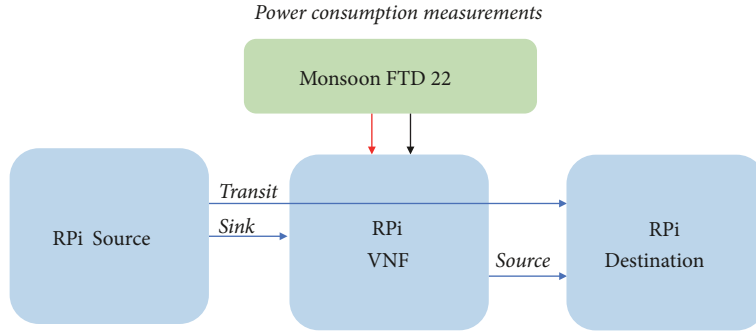 Power consumption measurements
Monsoon FTD 22
Transit
Sink
RPi Source
RPi
VNF
Source
RPi
Destination